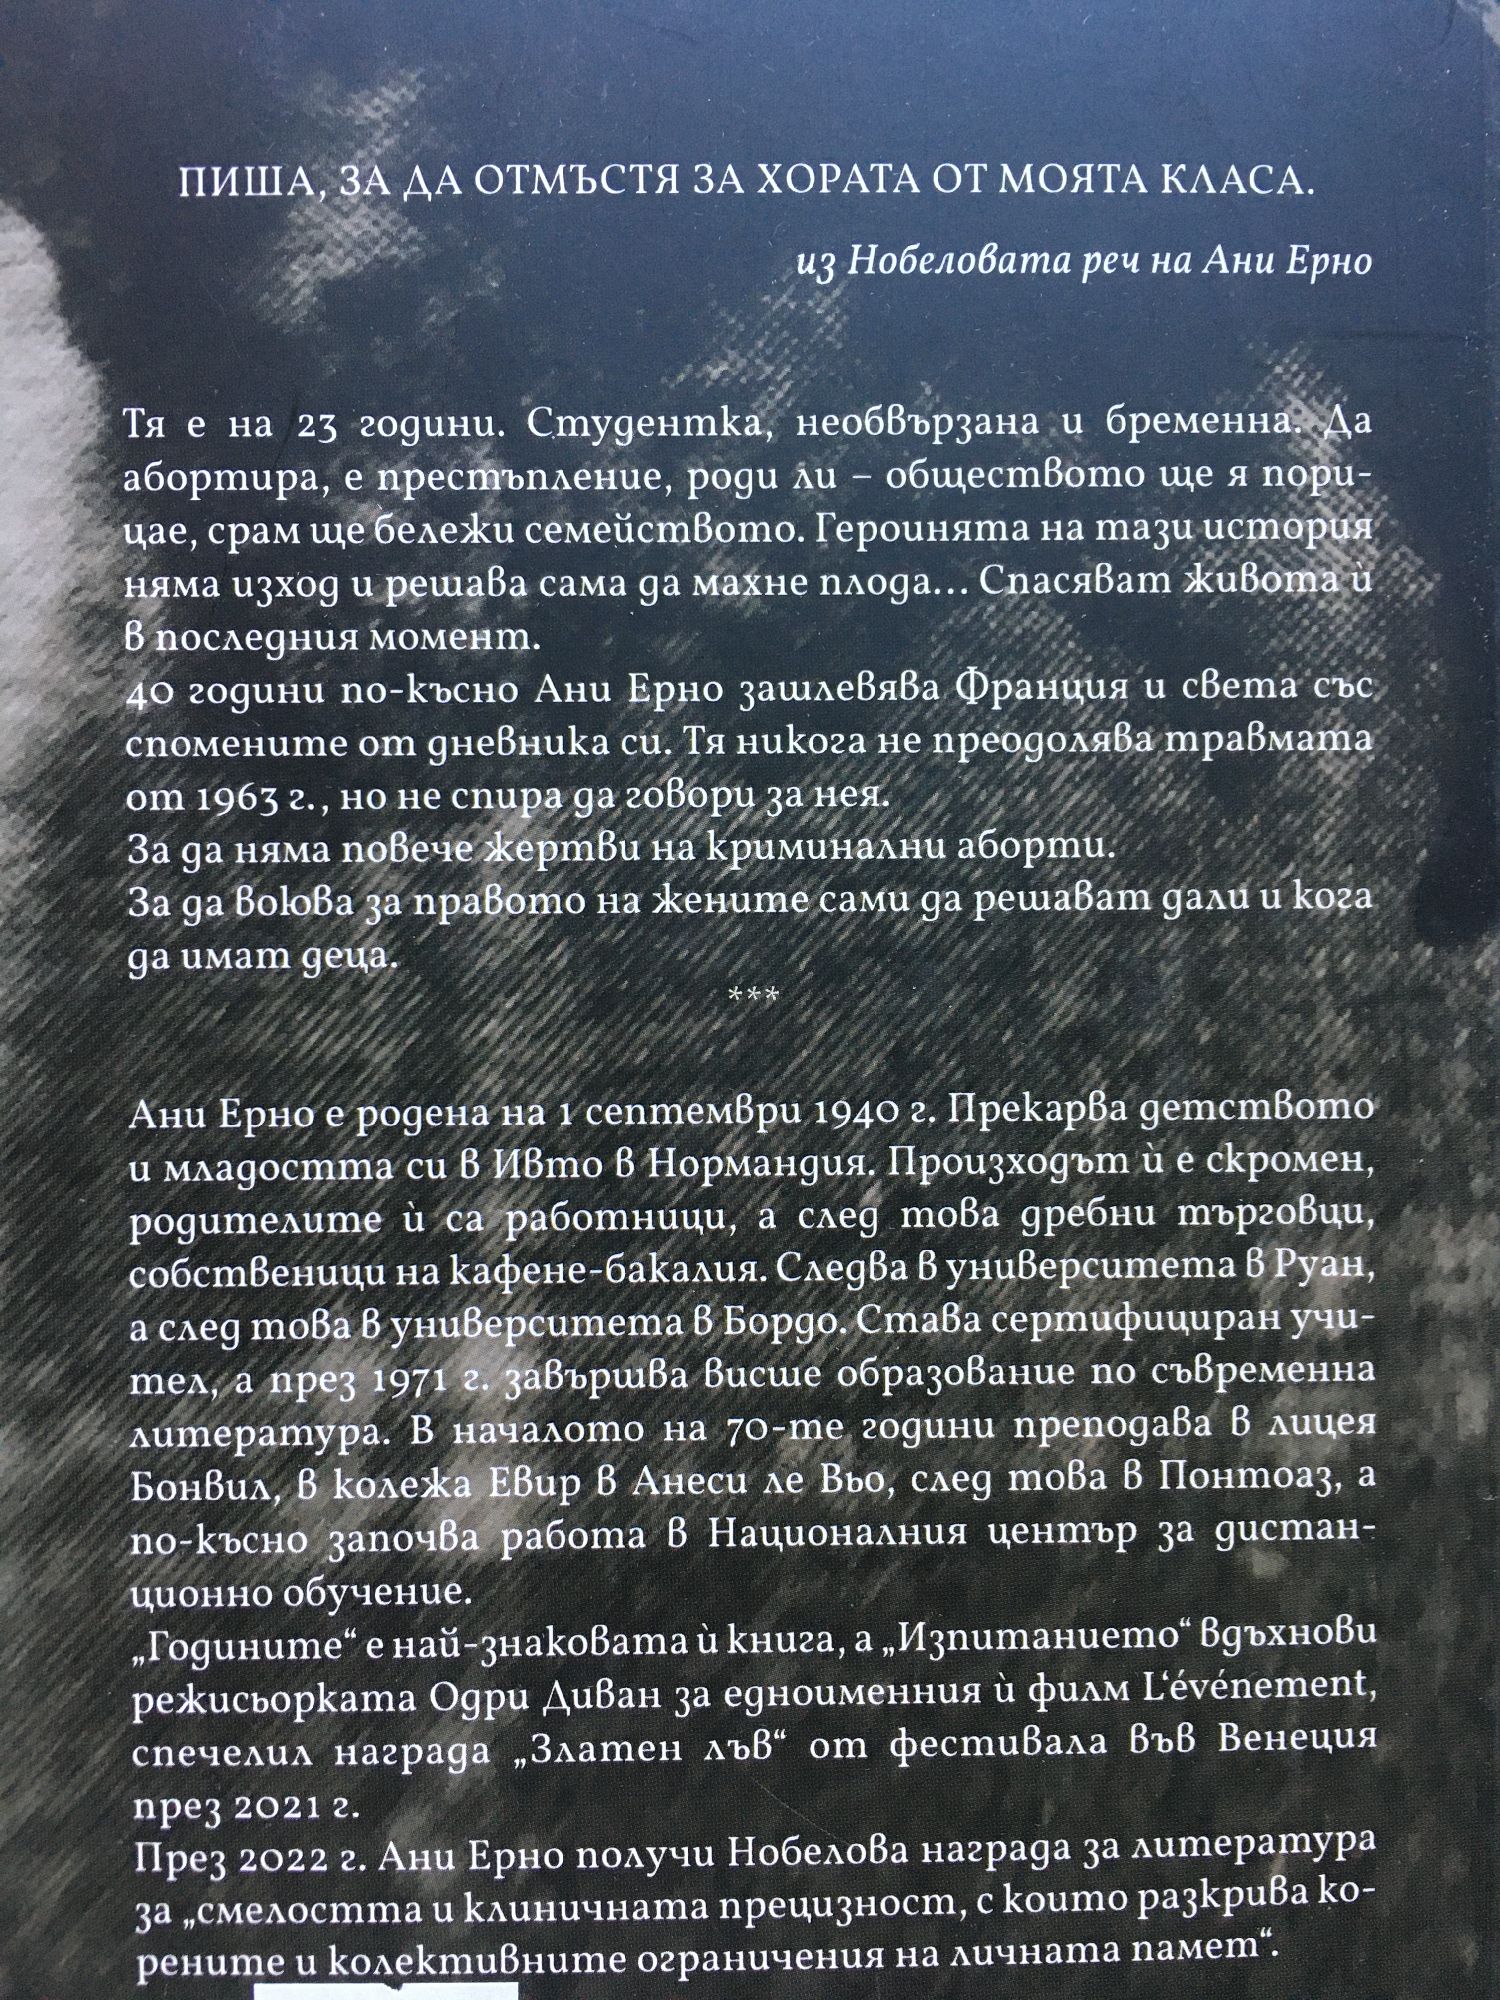 ПИША, ЗА ДА ОТМЪСТЯ ЗА ХОРАТА ОТ МОЯТА КЛАСА.
из Нобеловата реч на Ани Ерно
Тя е на 23 години. Студентка, необвързана и бременна. Да
абортира, е престъпление, роди ли – обществото ще я пори-
цае, срам ще бележи семейството. Героинята на тази история
няма изход и решава сама да махне плода... Спасяват живота ѝ
в последния момент.
40 години по-късно Ани Ерно зашлевява Франция и света със
спомените от дневника си. Тя никога не преодолява травмата
от 1963 г., но не спира да говори за нея.
За да няма повече жертви на криминални аборти.
За да воюва за правото на жените сами да решават дали и кога
да имат деца.
***
Ани Ерно е родена на 1 септември 1940 г. Прекарва детството
и младостта си в Ивто в Нормандия. Произходът ѝ е скромен,
родителите ѝ са работници, а след това дребни търговци,
собственици на кафене-бакалия. Следва в университета в Руан,
а след това в университета в Бордо. Става сертифициран учи-
тел, а през 1971 г. завършва висше образование по съвременна
литература. В началото на 70-те години преподава в лицея
Бонвил, в колежа Евир в Анеси ле Вьо, след това в Понтоаз, а
по-късно започва работа в Националния център за дистан-
ционно обучение.
„Годините“ е най-знаковата ѝ книга, а „Изпитанието“ вдъхнови
режисьорката Одри Диван за едноименния ѝ филм L‘événement,
спечелил награда „Златен лъв“ от фестивала във Венеция
през 2021 г.
През 2022 г. Ани Ерно получи Нобелова награда за литература
за „смелостта и клиничната прецизност, с които разкрива ко-
рените и колективните ограничения на личната памет“.